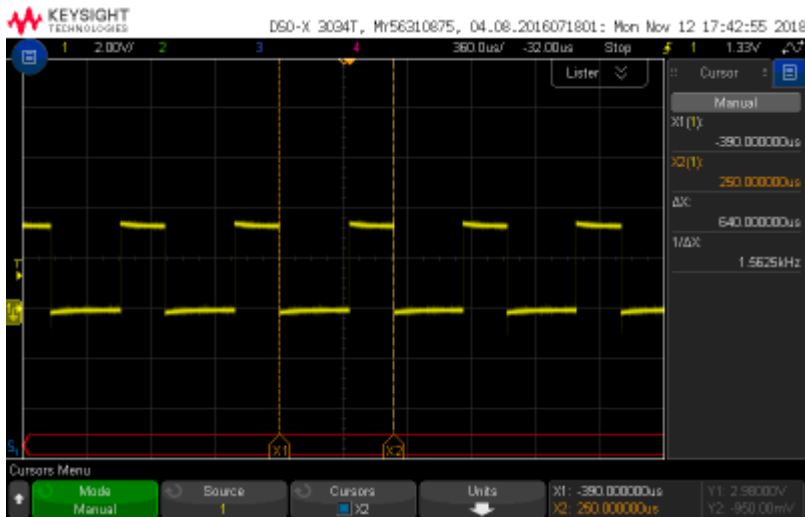 KEYSIGHT
TECHNOLOGIES
DSO-X 3034T, MY56310875, 04.08.2016071801: Mon Nov 12 17:42:55 2018
1 2.00V/ 2 3 4 360.0us/ -32.00us Stop 1 1.33V
Lister
Cursor
Manual
X1(1):
-390.000000us
X2(1):
250.000000us
ΔX:
640.000000us
1/ΔX:
1.5625kHz
T
X1 X2
Cursors Menu
Mode
Manual
Source
1
Cursors
X2
Units
X1: -390.000000us
X2: 250.000000us
Y1: 2.98000V
Y2: -950.00mV